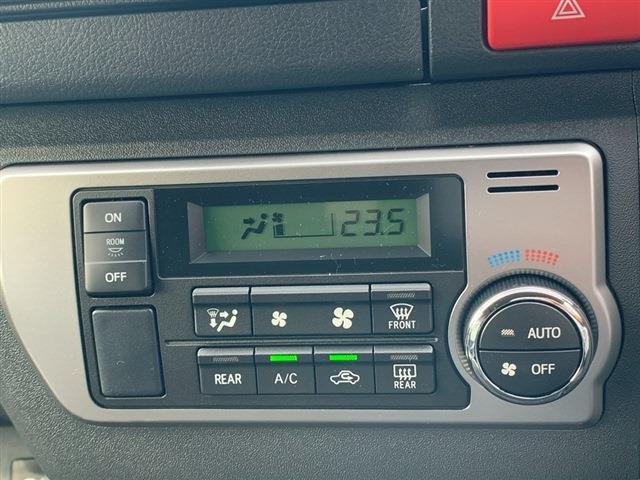 ON
ROOM
OFF
23.5
FRONT
REAR
A/C
REAR
AUTO
OFF